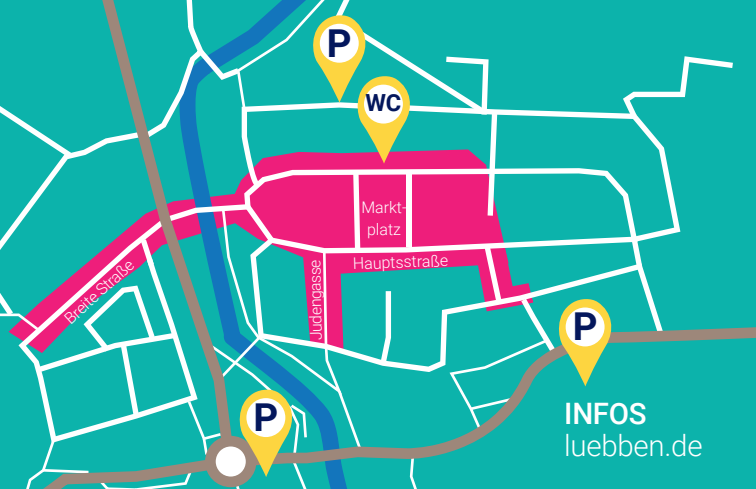 P
WC
Markt-
platz
Hauptsstraße
Breite Straße
Judengasse
P
P
INFOS
luebben.de